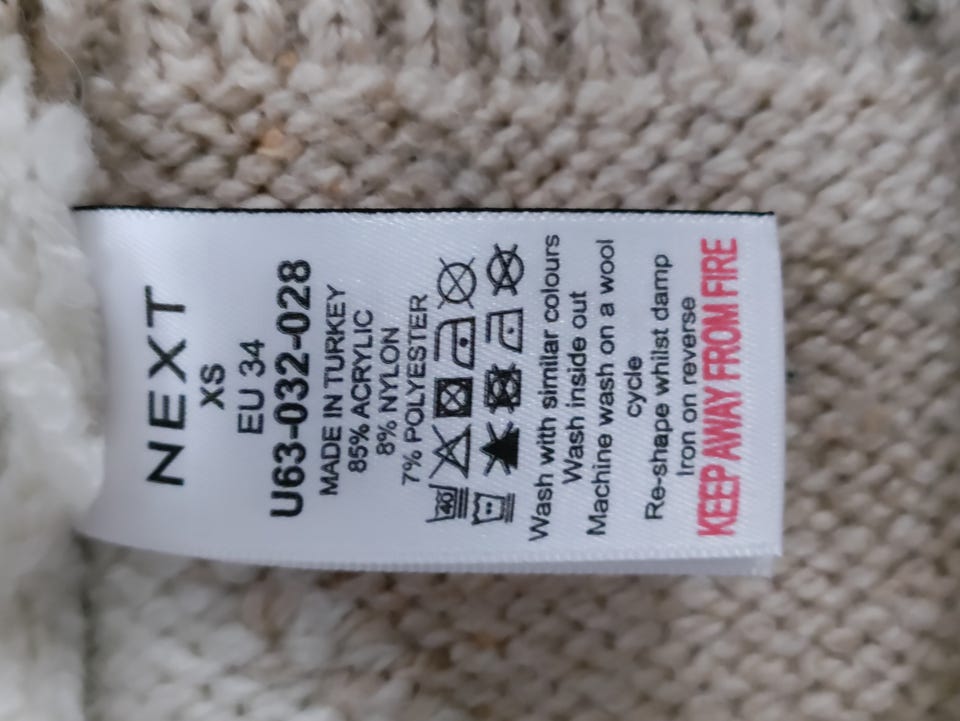 NEXT
XS
EU 34
U63-032-028
MADE IN TURKEY
85% ACRYLIC
8% NYLON
7% POLYESTER
40
Wash with similar colours
Wash inside out
Machine wash on a wool
cycle
Re-shape whilst damp
Iron on reverse
KEEP AWAY FROM FIRE